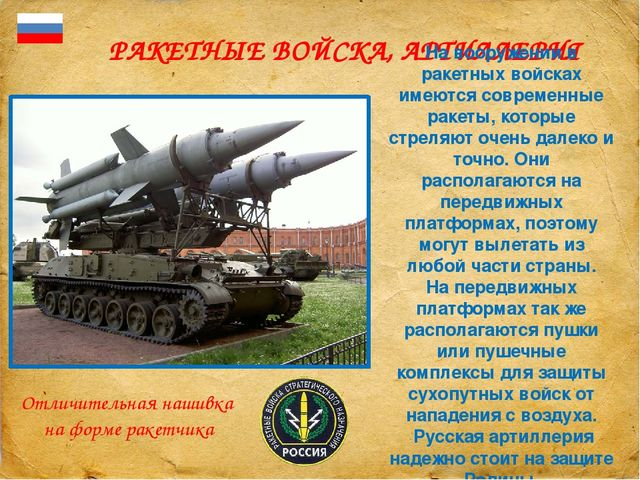 РАКЕТНЫЕ ВОЙСКА, АРТИЛЛЕРИЯ
На вооружении в
ракетных войсках
имеются современные
ракеты, которые
стреляют очень далеко и
точно. Они
располагаются на
передвижных
платформах, поэтому
могут вылетать из
любой части страны.
На передвижных
платформах так же
располагаются пушки
или пушечные
комплексы для защиты
сухопутных войск от
нападения с воздуха.
Русская артиллерия
надежно стоит на защите
Родины
Отличительная нашивка
на форме ракетчика
РАКЕТНЫЕ ВОЙСКА СТРАТЕГИЧЕСКОГО НАЗНАЧЕНИЯ
РОССИЯ